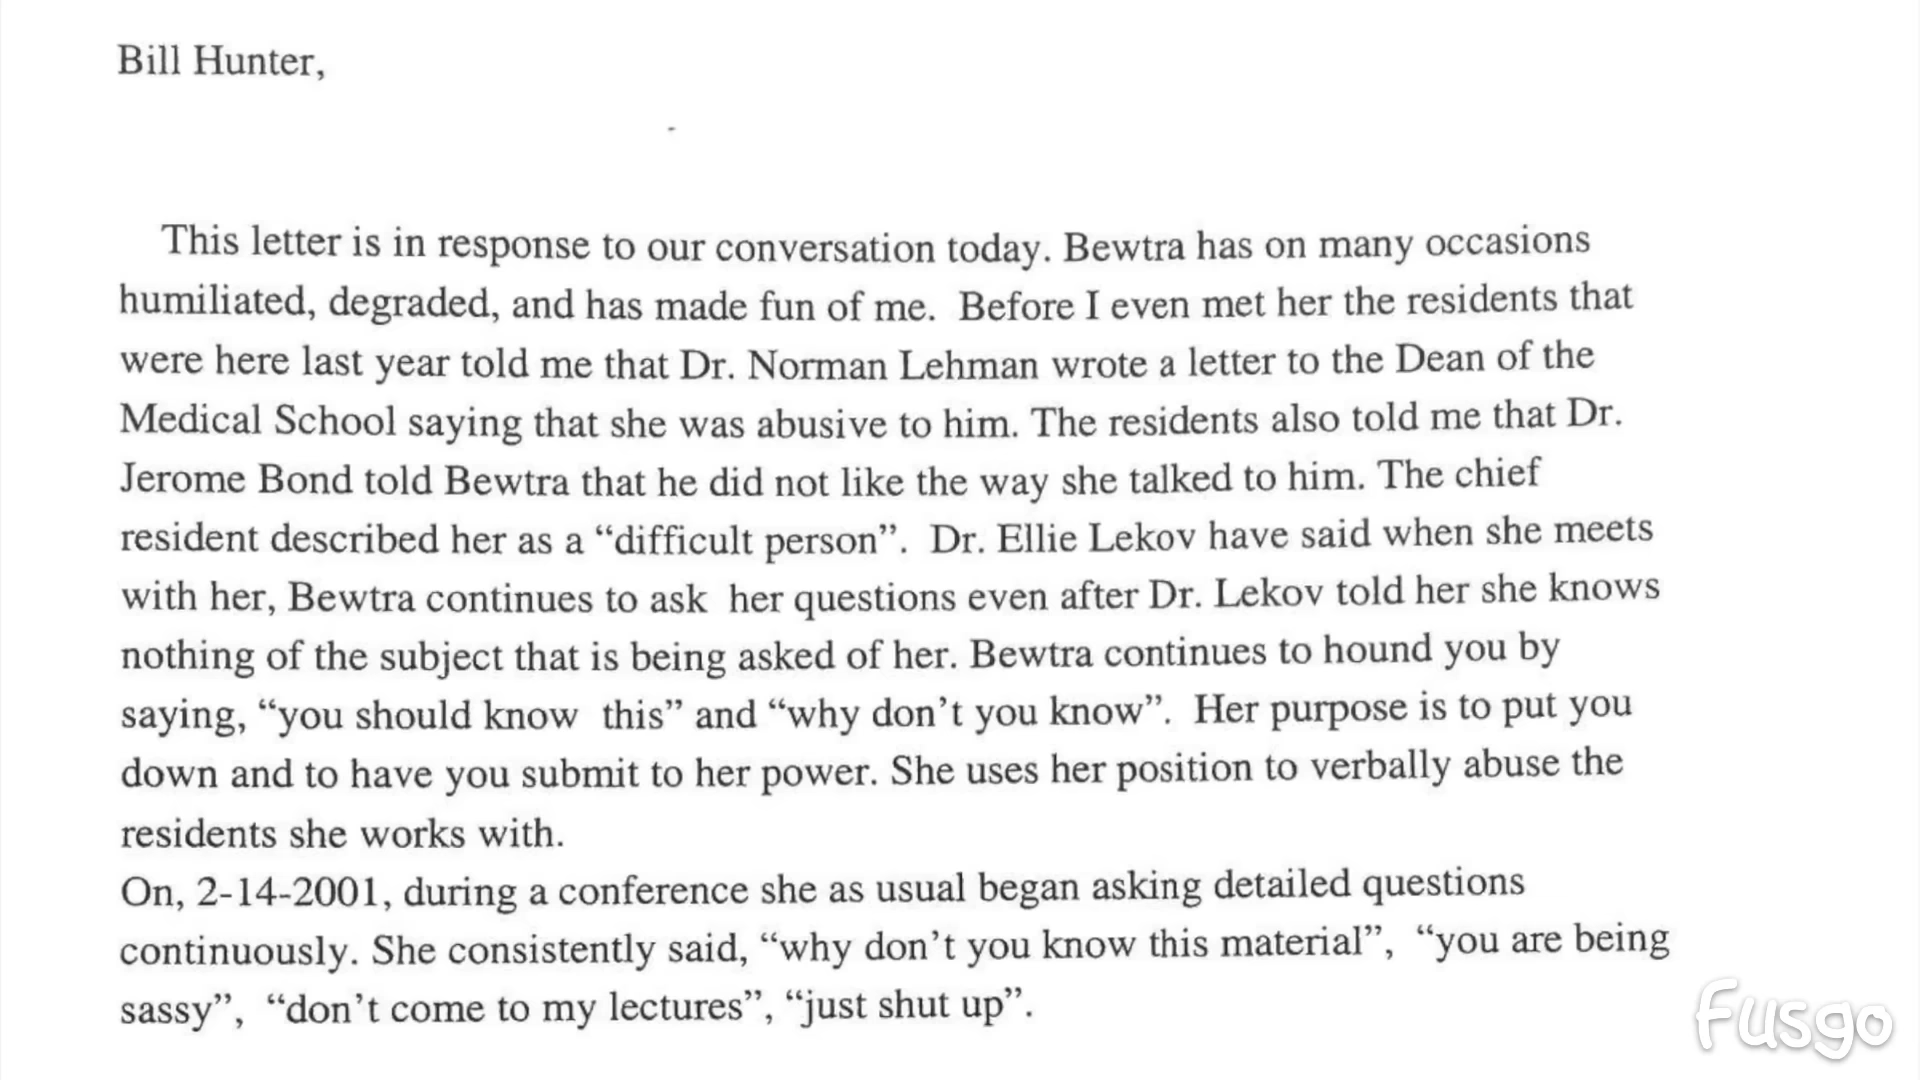 Bill Hunter,
This letter is in response to our conversation today. Bewtra has on many occasions
humiliated, degraded, and has made fun of me.  Before I even met her the residents that
were here last year told me that Dr. Norman Lehman wrote a letter to the Dean of the
Medical School saying that she was abusive to him. The residents also told me that Dr.
Jerome Bond told Bewtra that he did not like the way she talked to him. The chief
resident described her as a “difficult person”.  Dr. Ellie Lekov have said when she meets
with her, Bewtra continues to ask  her questions even after Dr. Lekov told her she knows
nothing of the subject that is being asked of her. Bewtra continues to hound you by
saying, “you should know  this” and “why don’t you know”.  Her purpose is to put you
down and to have you submit to her power. She uses her position to verbally abuse the
residents she works with.
On, 2-14-2001, during a conference she as usual began asking detailed questions
continuously. She consistently said, “why don’t you know this material”,  “you are being
sassy”,  “don’t come to my lectures”, “just shut up”.
Fusgo